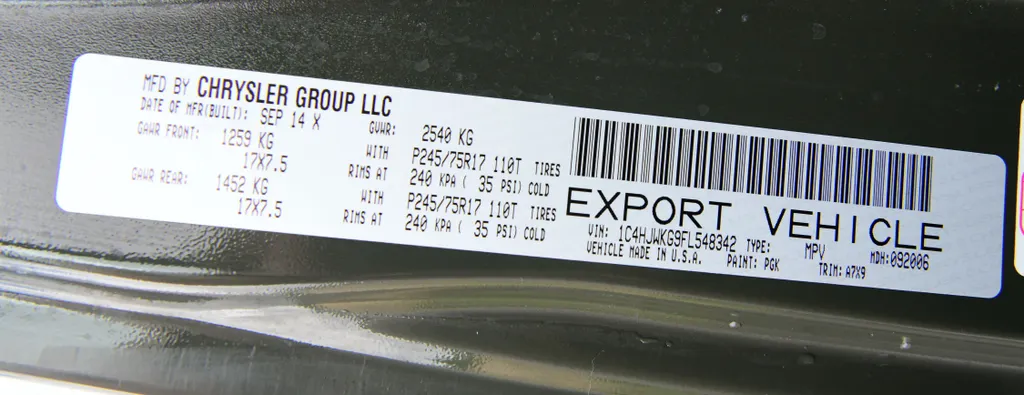 MFD BY CHRYSLER GROUP LLC
DATE OF MFR(BUILT): SEP 14 X GVWR: 2540 KG
GAWR FRONT: 1259 KG WITH P245/75R17 110T TIRES
17X7.5 RIMS AT 240 KPA ( 35 PSI) COLD
GAWR REAR: 1452 KG WITH P245/75R17 110T TIRES
17X7.5 RIMS AT 240 KPA ( 35 PSI) COLD
EXPORT VEHICLE
VIN: 1C4HJWKG9FL548342 TYPE: MPV MDH:092006
VEHICLE MADE IN U.S.A. PAINT: PGK TRIM: A7X9